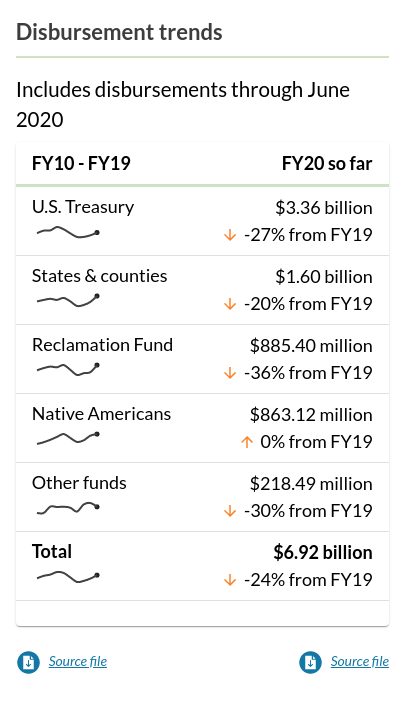 Disbursement trends
Includes disbursements through June
2020
FY10 - FY19 FY20 so far
U.S. Treasury $3.36 billion
-27% from FY19
States & counties $1.60 billion
-20% from FY19
Reclamation Fund $885.40 million
-36% from FY19
Native Americans $863.12 million
0% from FY19
Other funds $218.49 million
-30% from FY19
Total $6.92 billion
-24% from FY19
Source file Source file